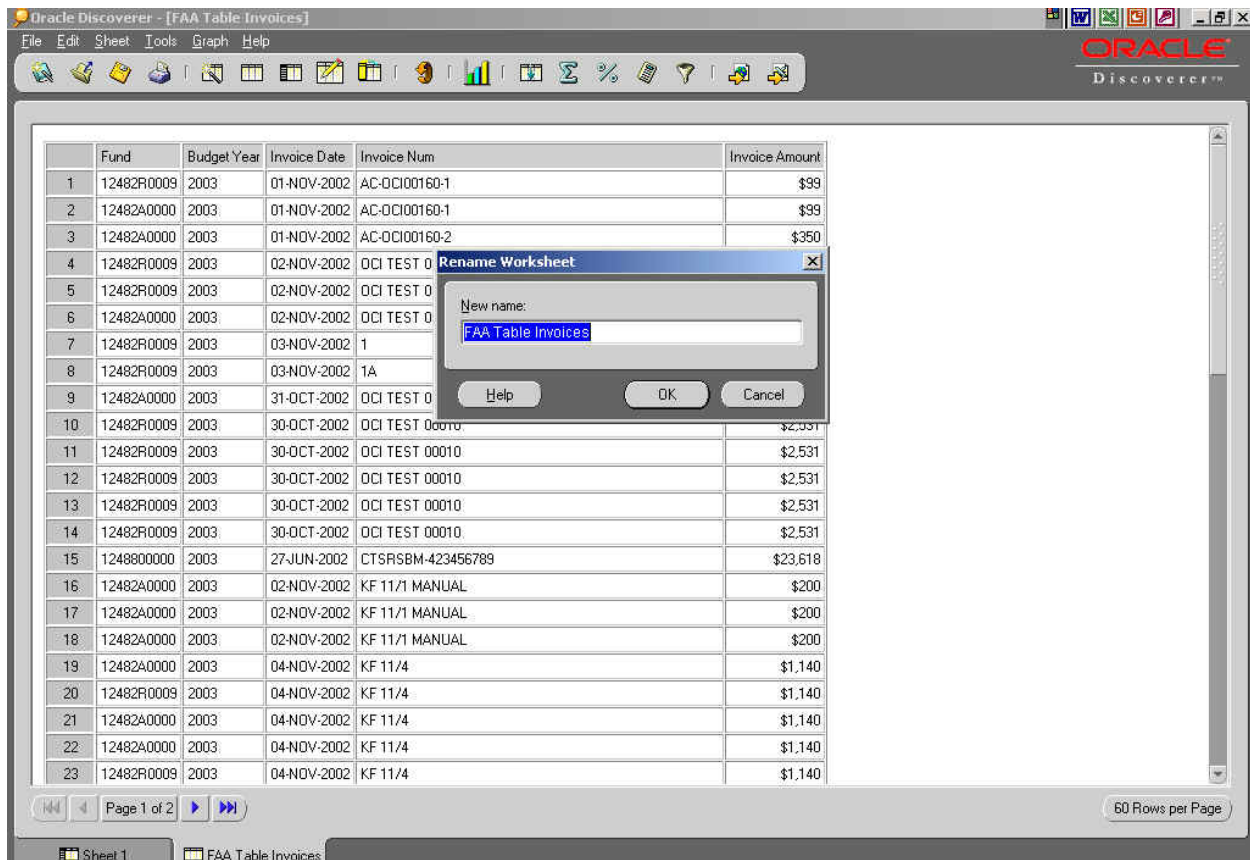 Oracle Discoverer - [FAA Table Invoices]
File Edit Sheet Tools Graph Help
ORACLE
Discoverer™
Fund Budget Year Invoice Date Invoice Num Invoice Amount
1 12482R0009 2003 01-NOV-2002 AC-OCI00160-1 $99
2 12482A0000 2003 01-NOV-2002 AC-OCI00160-1 $99
3 12482A0000 2003 01-NOV-2002 AC-OCI00160-2 $350
4 12482R0009 2003 02-NOV-2002 OCI TEST 0
5 12482R0009 2003 02-NOV-2002 OCI TEST 0
6 12482A0000 2003 02-NOV-2002 OCI TEST 0
7 12482R0009 2003 03-NOV-2002 1
8 12482R0009 2003 03-NOV-2002 1A
9 12482A0000 2003 31-OCT-2002 OCI TEST 0
Rename Worksheet
New name:
FAA Table Invoices
Help OK Cancel
10 12482R0009 2003 30-OCT-2002 OCI TEST 00010 $2,531
11 12482R0009 2003 30-OCT-2002 OCI TEST 00010 $2,531
12 12482R0009 2003 30-OCT-2002 OCI TEST 00010 $2,531
13 12482R0009 2003 30-OCT-2002 OCI TEST 00010 $2,531
14 12482R0009 2003 30-OCT-2002 OCI TEST 00010 $2,531
15 1248800000 2003 27-JUN-2002 CTSRSBM-423456789 $23,618
16 12482A0000 2003 02-NOV-2002 KF 11/1 MANUAL $200
17 12482A0000 2003 02-NOV-2002 KF 11/1 MANUAL $200
18 12482A0000 2003 02-NOV-2002 KF 11/1 MANUAL $200
19 12482A0000 2003 04-NOV-2002 KF 11/4 $1,140
20 12482R0009 2003 04-NOV-2002 KF 11/4 $1,140
21 12482A0000 2003 04-NOV-2002 KF 11/4 $1,140
22 12482A0000 2003 04-NOV-2002 KF 11/4 $1,140
23 12482R0009 2003 04-NOV-2002 KF 11/4 $1,140
Page 1 of 2 60 Rows per Page
Sheet 1 FAA Table Invoices